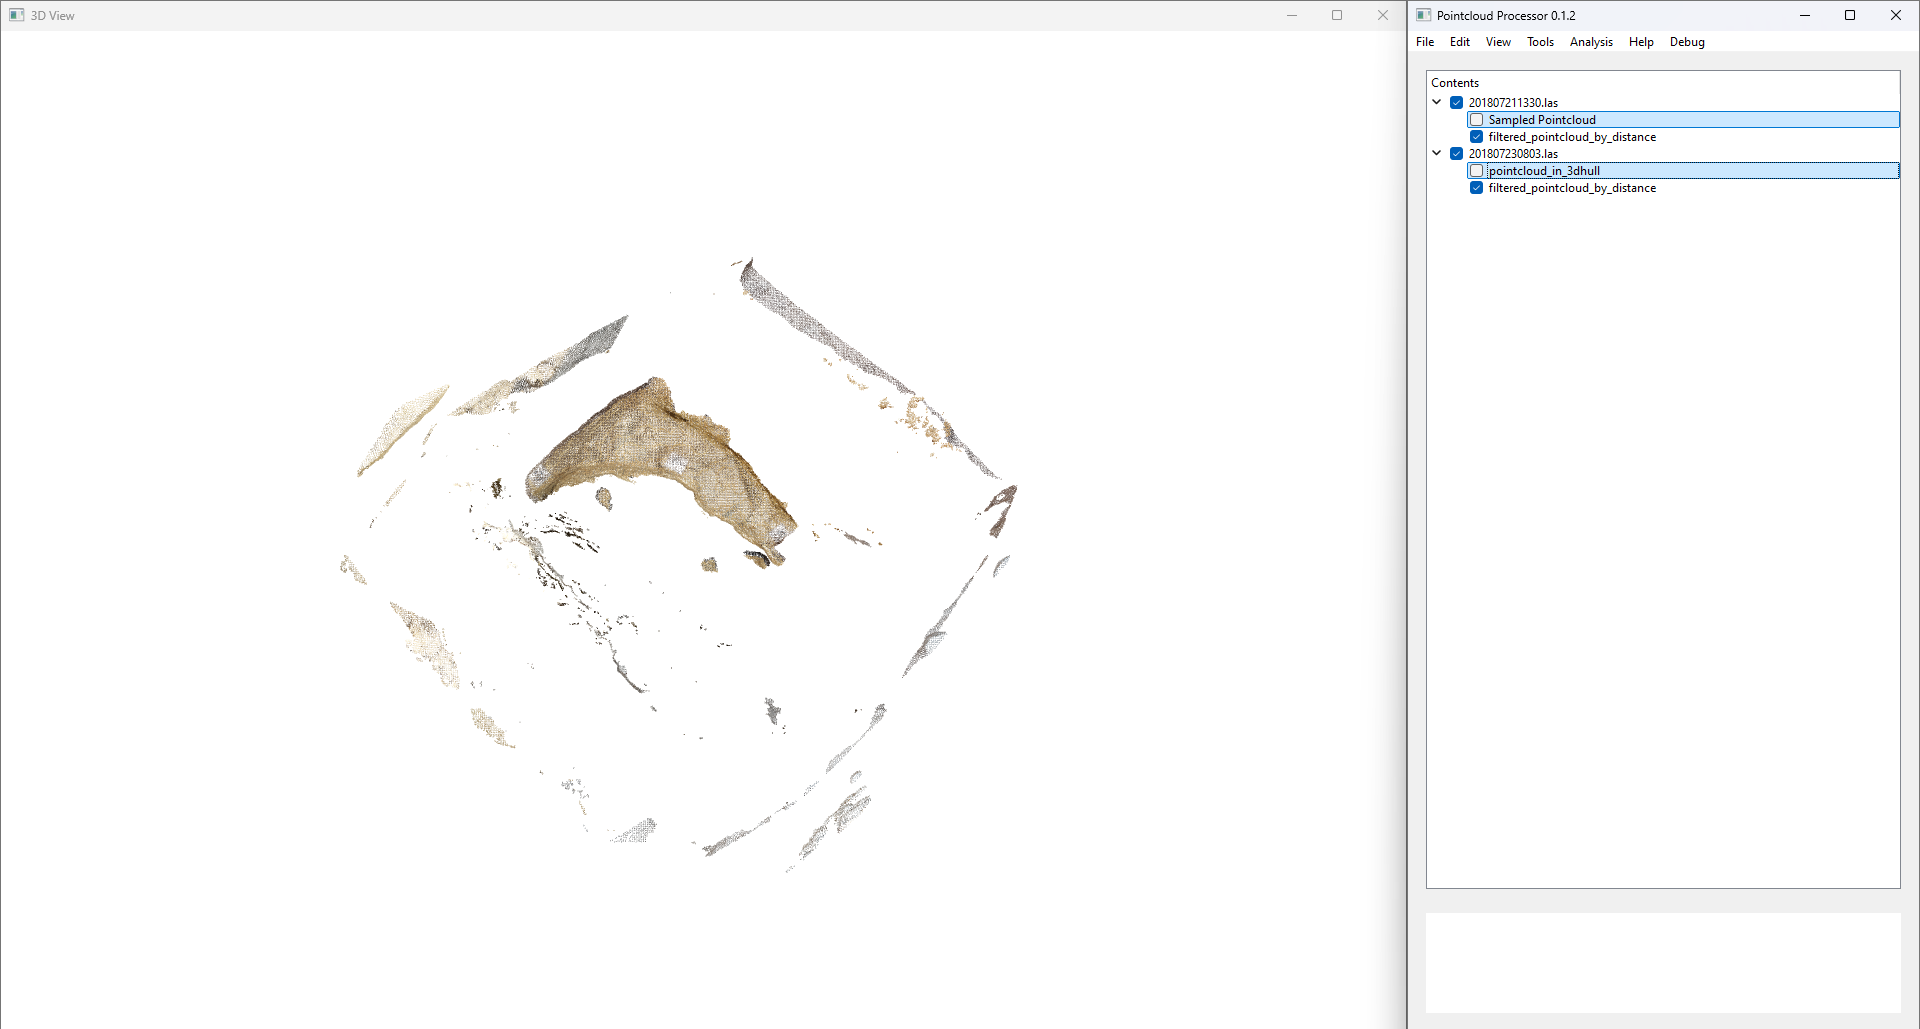 3D View
Pointcloud Processor 0.1.2
File Edit View Tools Analysis Help Debug
Contents
201807211330.las
Sampled Pointcloud
filtered_pointcloud_by_distance
201807230803.las
pointcloud_in_3dhull
filtered_pointcloud_by_distance